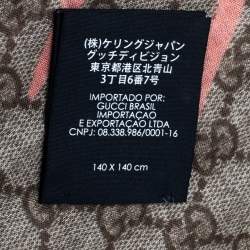 (株)ケリングジャパン
グッチディビジョン
東京都港区北青山
3丁目6番7号
IMPORTADO POR:
GUCCI BRASIL
IMPORTAÇÃO
E EXPORTAÇÃO LTDA
CNPJ: 08.338.986/0001-16
140 X 140 cm